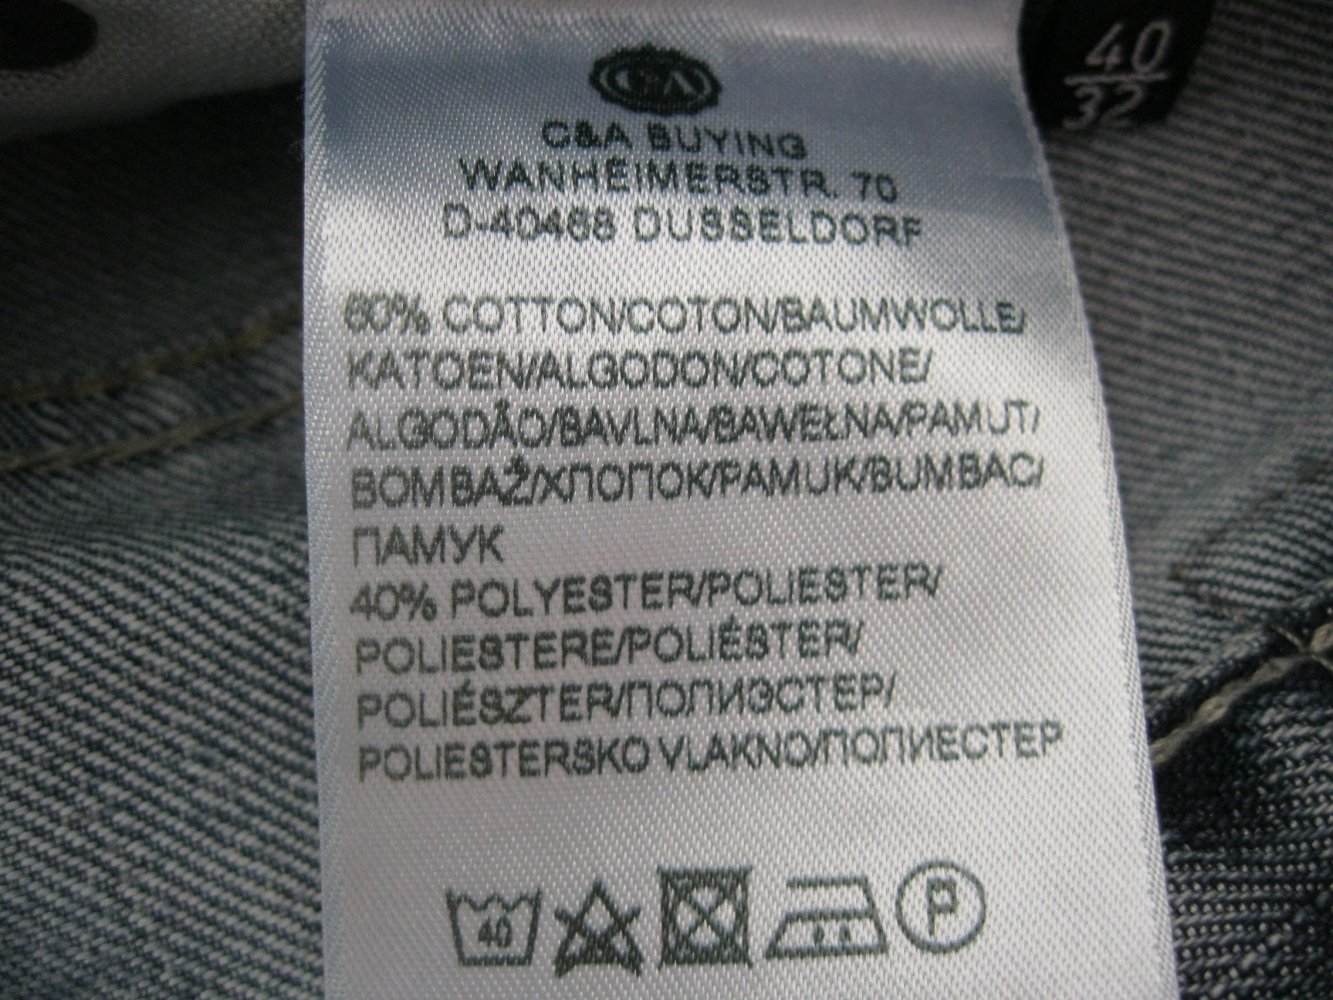 C&A
C&A BUYING
WANHEIMERSTR. 70
D-40468 DUSSELDORF
60% COTTON/COTON/BAUMWOLLE/
KATOEN/ALGODON/COTONE/
ALGODÃO/BAVLNA/BAWEŁNA/PAMUT/
BOMBAŽ/ХЛОПОК/PAMUK/BUMBAC/
ПАМУК
40% POLYESTER/POLIESTER/
POLIESTERE/POLIÉSTER/
POLIÉSZTER/ПОЛИЭСТЕР/
POLIESTERSKO VLAKNO/ПОЛИЕСТЕР
40
P
40
32